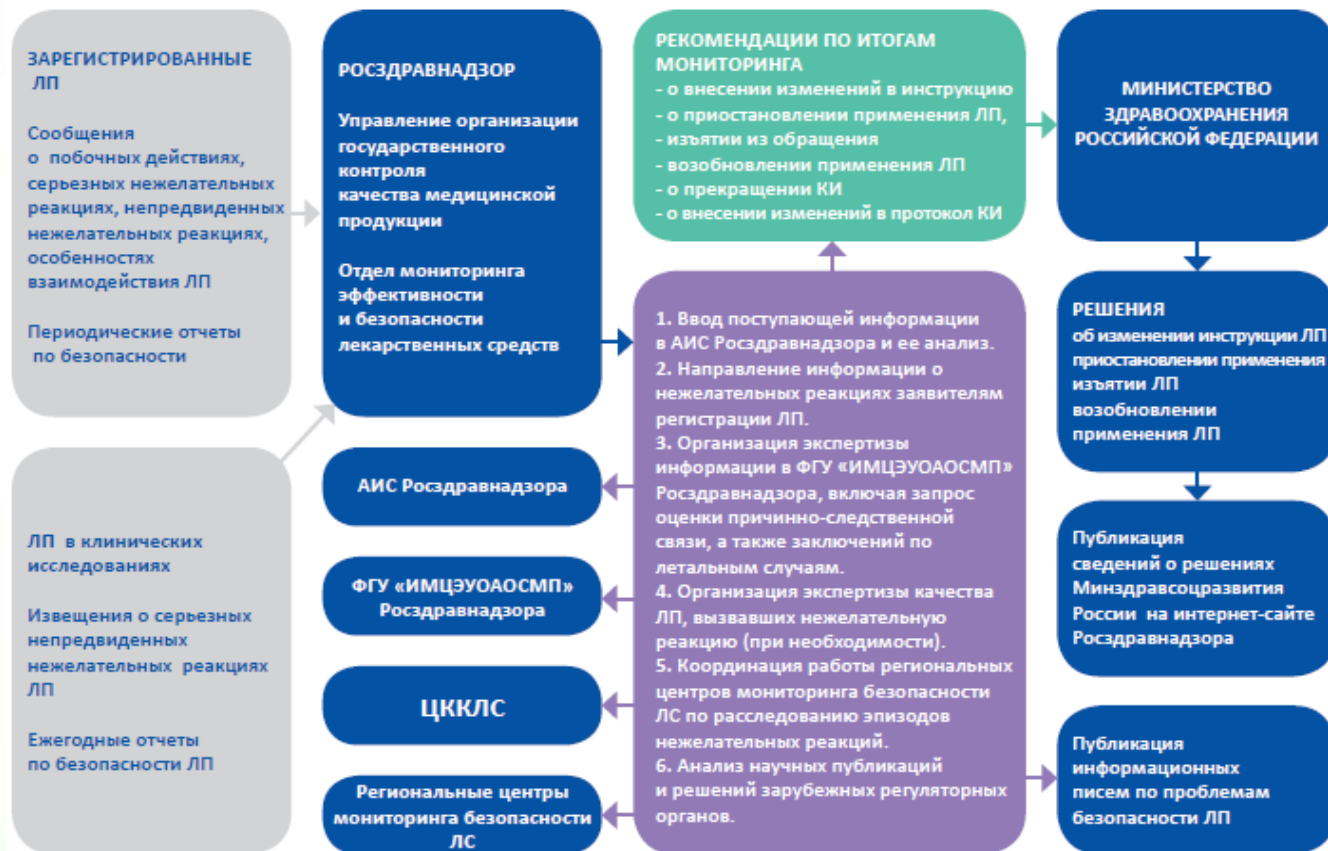 ЗАРЕГИСТРИРОВАННЫЕ
ЛП
Сообщения
о побочных действиях,
серьезных нежелательных
реакциях, непредвиденных
нежелательных реакциях,
особенностях
взаимодействия ЛП
Периодические отчеты
по безопасности
ЛП в клинических
исследованиях
Извещения о серьезных
непредвиденных
нежелательных реакциях
ЛП
Ежегодные отчеты
по безопасности ЛП
РОСЗДРАВНАДЗОР
Управление организации
государственного
контроля
качества медицинской
продукции
Отдел мониторинга
эффективности
и безопасности
лекарственных средств
АИС Росздравнадзора
ФГУ «ИМЦЭУОАОСМП»
Росздравнадзора
ЦККЛС
Региональные центры
мониторинга безопасности
ЛС
РЕКОМЕНДАЦИИ ПО ИТОГАМ
МОНИТОРИНГА
- о внесении изменений в инструкцию
- о приостановлении применения ЛП,
- изъятии из обращения
- возобновлении применения ЛП
- о прекращении КИ
- о внесении изменений в протокол КИ
1. Ввод поступающей информации
в АИС Росздравнадзора и ее анализ.
2. Направление информации о
нежелательных реакциях заявителям
регистрации ЛП.
3. Организация экспертизы
информации в ФГУ «ИМЦЭУОАОСМП»
Росздравнадзора, включая запрос
оценки причинно-следственной
связи, а также заключений по
летальным случаям.
4. Организация экспертизы качества
ЛП, вызвавших нежелательную
реакцию (при необходимости).
5. Координация работы региональных
центров мониторинга безопасности
ЛС по расследованию эпизодов
нежелательных реакций.
6. Анализ научных публикаций
и решений зарубежных регуляторных
органов.
МИНИСТЕРСТВО
ЗДРАВООХРАНЕНИЯ
РОССИЙСКОЙ ФЕДЕРАЦИИ
РЕШЕНИЯ
об изменении инструкции ЛП
приостановлении применения
изъятии ЛП
возобновлении
применения ЛП
Публикация
сведений о решениях
Минздравсоцразвития
России на интернет-сайте
Росздравнадзора
Публикация
информационных
писем по проблемам
безопасности ЛП